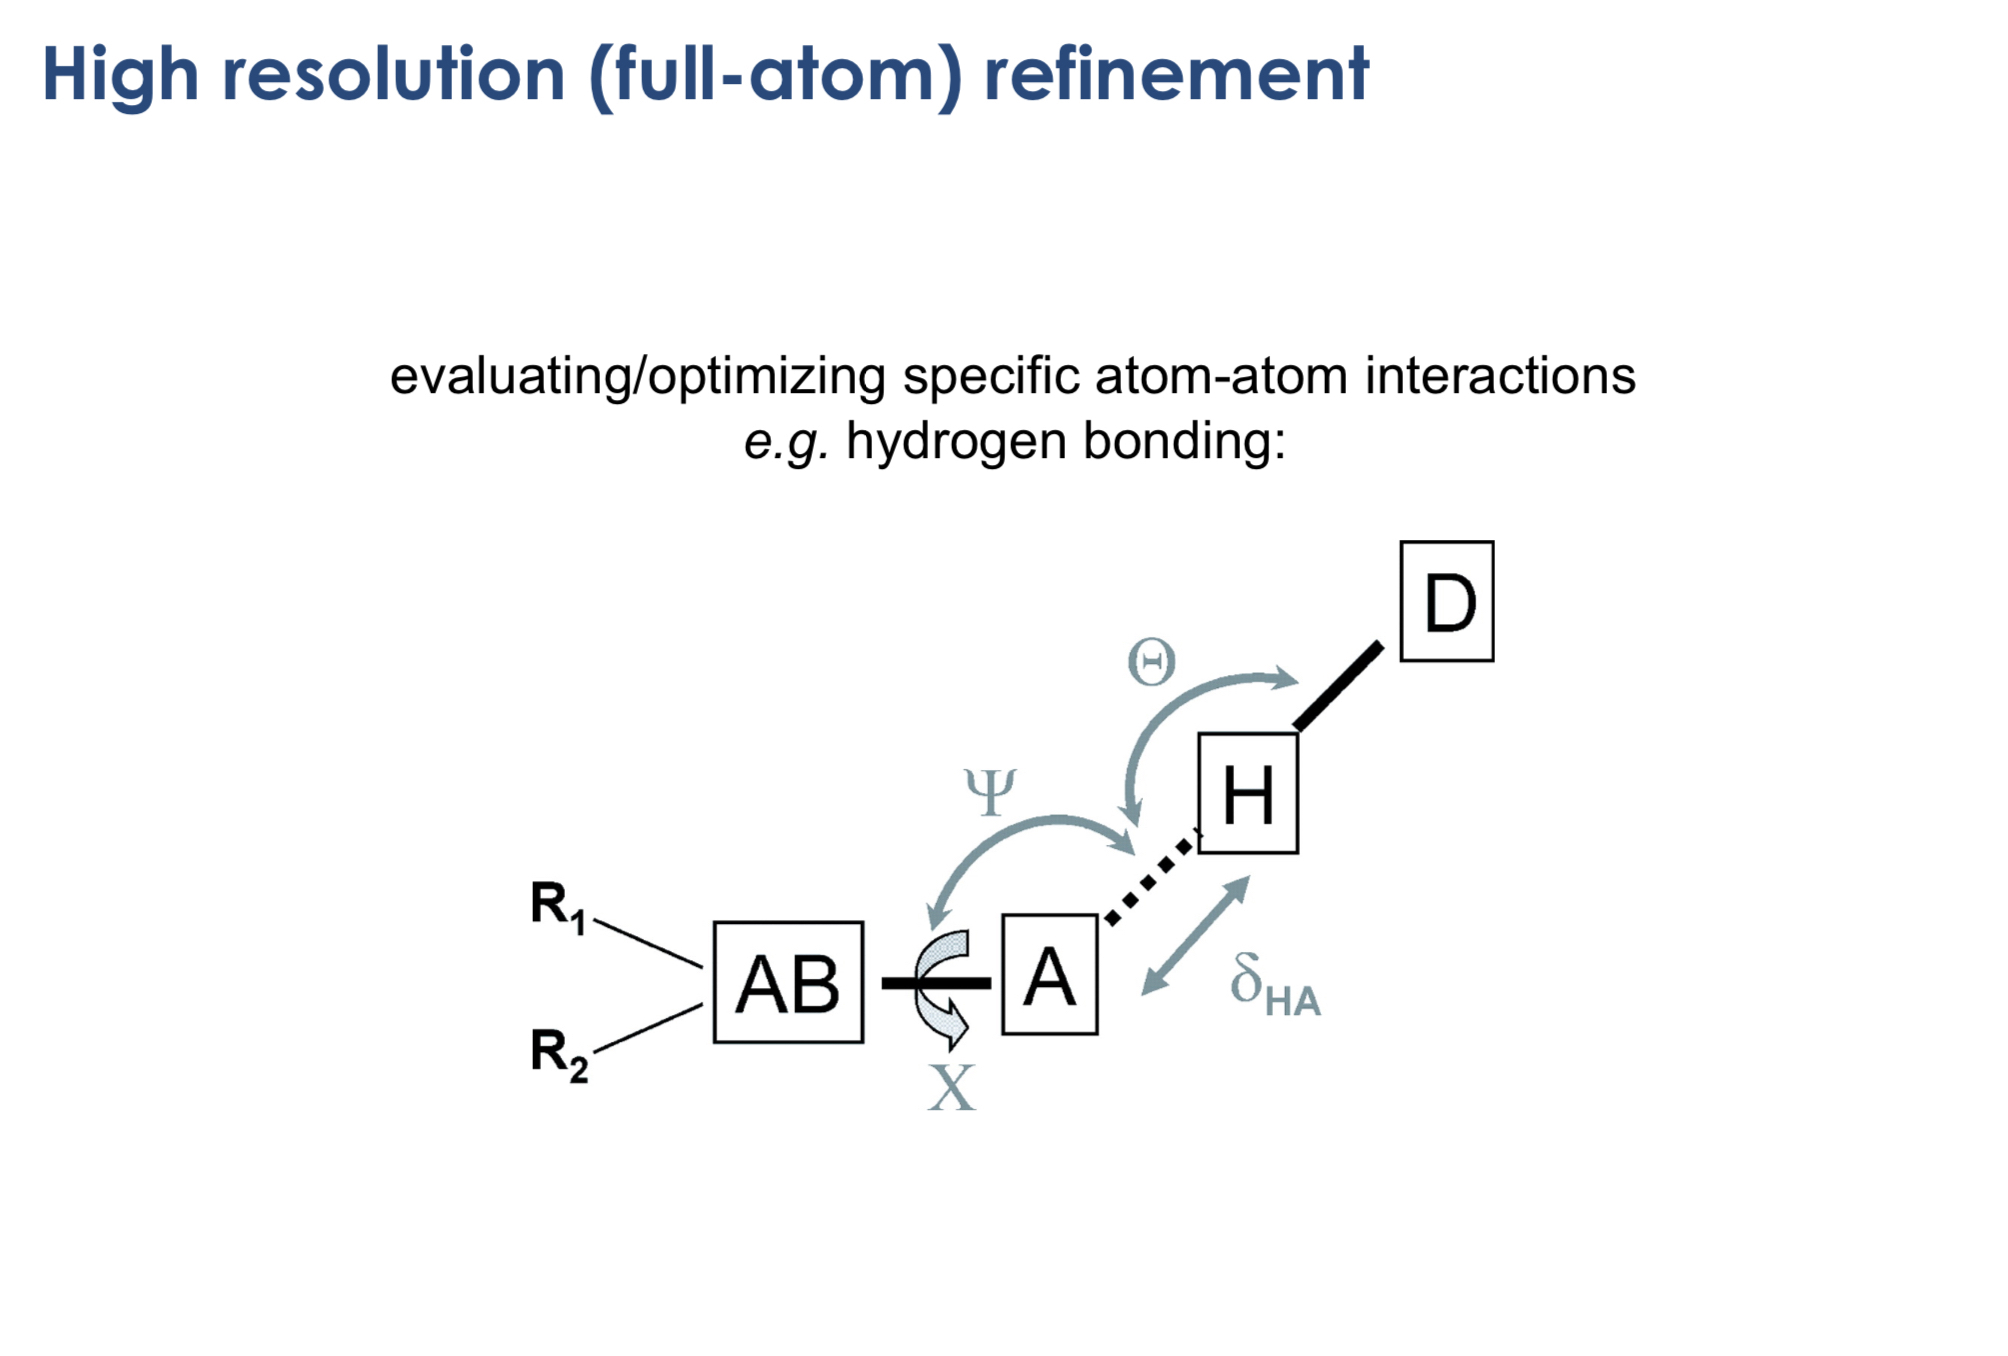 High resolution (full-atom) refinement
evaluating/optimizing specific atom-atom interactions
e.g. hydrogen bonding:
D
Θ
H
Ψ
R₁
AB
A
δHA
R₂
X